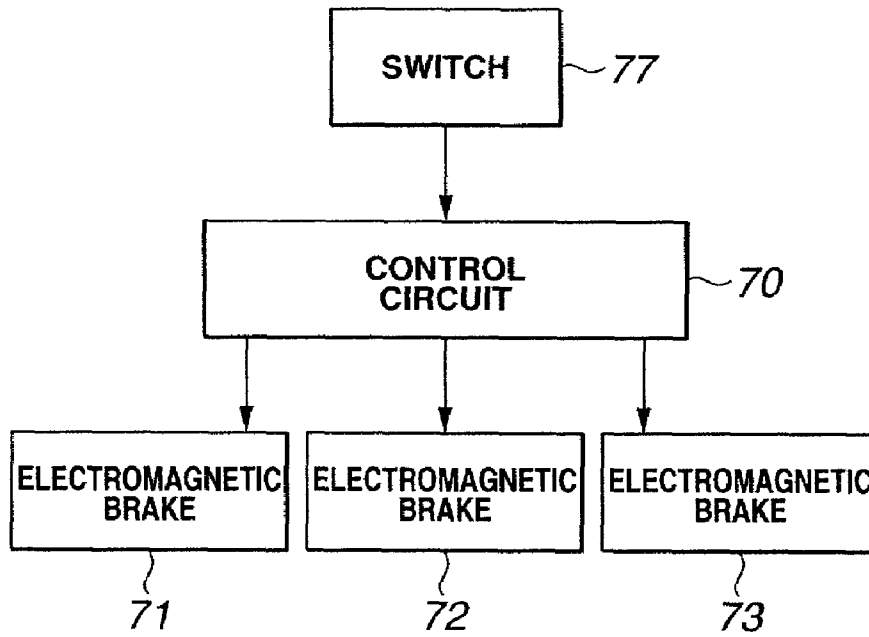 SWITCH
77
CONTROL
CIRCUIT
70
ELECTROMAGNETIC
BRAKE
71
ELECTROMAGNETIC
BRAKE
72
ELECTROMAGNETIC
BRAKE
73